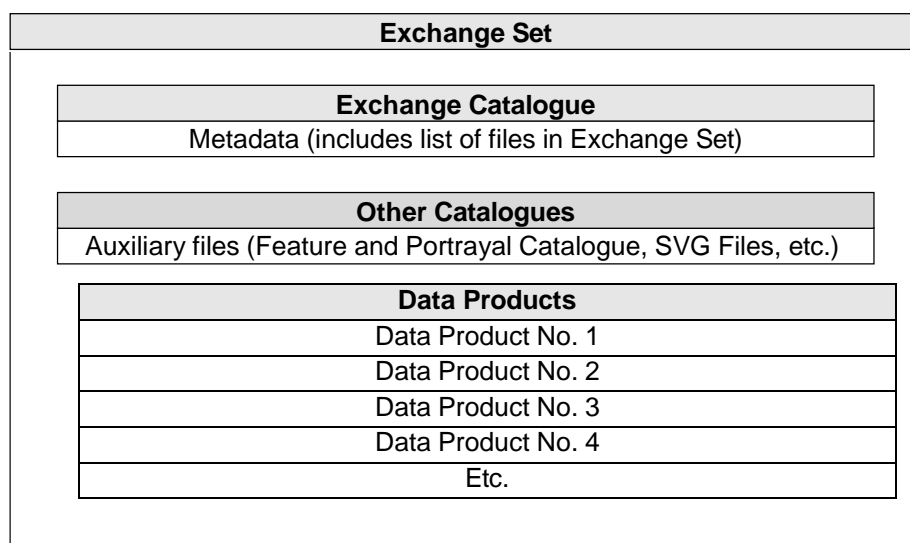 Exchange Set
Exchange Catalogue
Metadata (includes list of files in Exchange Set)
Other Catalogues
Auxiliary files (Feature and Portrayal Catalogue, SVG Files, etc.)
Data Products
Data Product No. 1
Data Product No. 2
Data Product No. 3
Data Product No. 4
Etc.